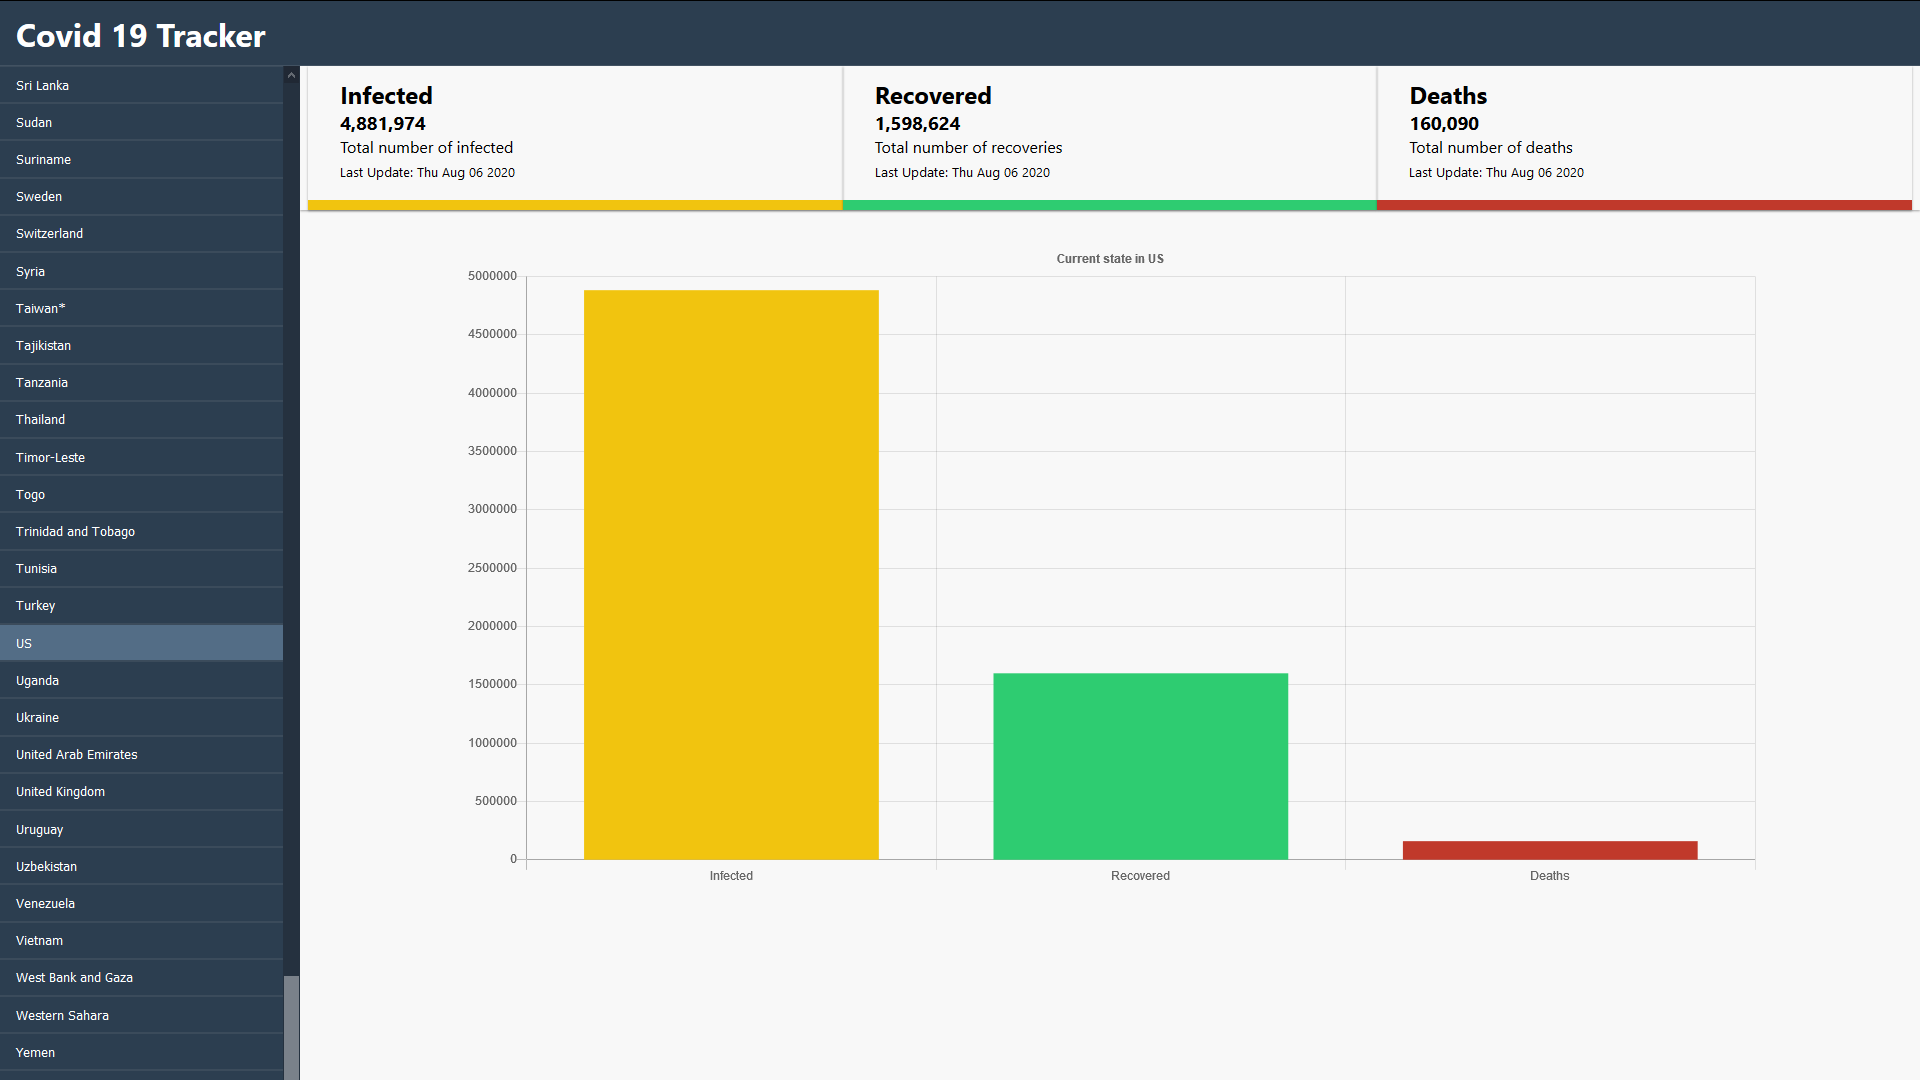 Covid 19 Tracker
Sri Lanka
Sudan
Suriname
Sweden
Switzerland
Syria
Taiwan*
Tajikistan
Tanzania
Thailand
Timor-Leste
Togo
Trinidad and Tobago
Tunisia
Turkey
US
Uganda
Ukraine
United Arab Emirates
United Kingdom
Uruguay
Uzbekistan
Venezuela
Vietnam
West Bank and Gaza
Western Sahara
Yemen
Infected
4,881,974
Total number of infected
Last Update: Thu Aug 06 2020
Recovered
1,598,624
Total number of recoveries
Last Update: Thu Aug 06 2020
Deaths
160,090
Total number of deaths
Last Update: Thu Aug 06 2020
Current state in US
5000000
4500000
4000000
3500000
3000000
2500000
2000000
1500000
1000000
500000
0
Infected
Recovered
Deaths